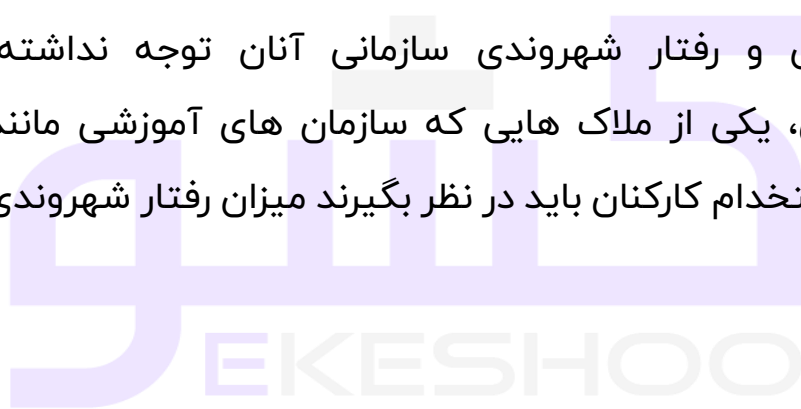 و رفتار شهروندی سازمانی آنان توجه نداشته
یکی از ملاک هایی که سازمان های آموزشی مانند
کارکنان باید در نظر بگیرند میزان رفتار شهروندی
EKESHOO